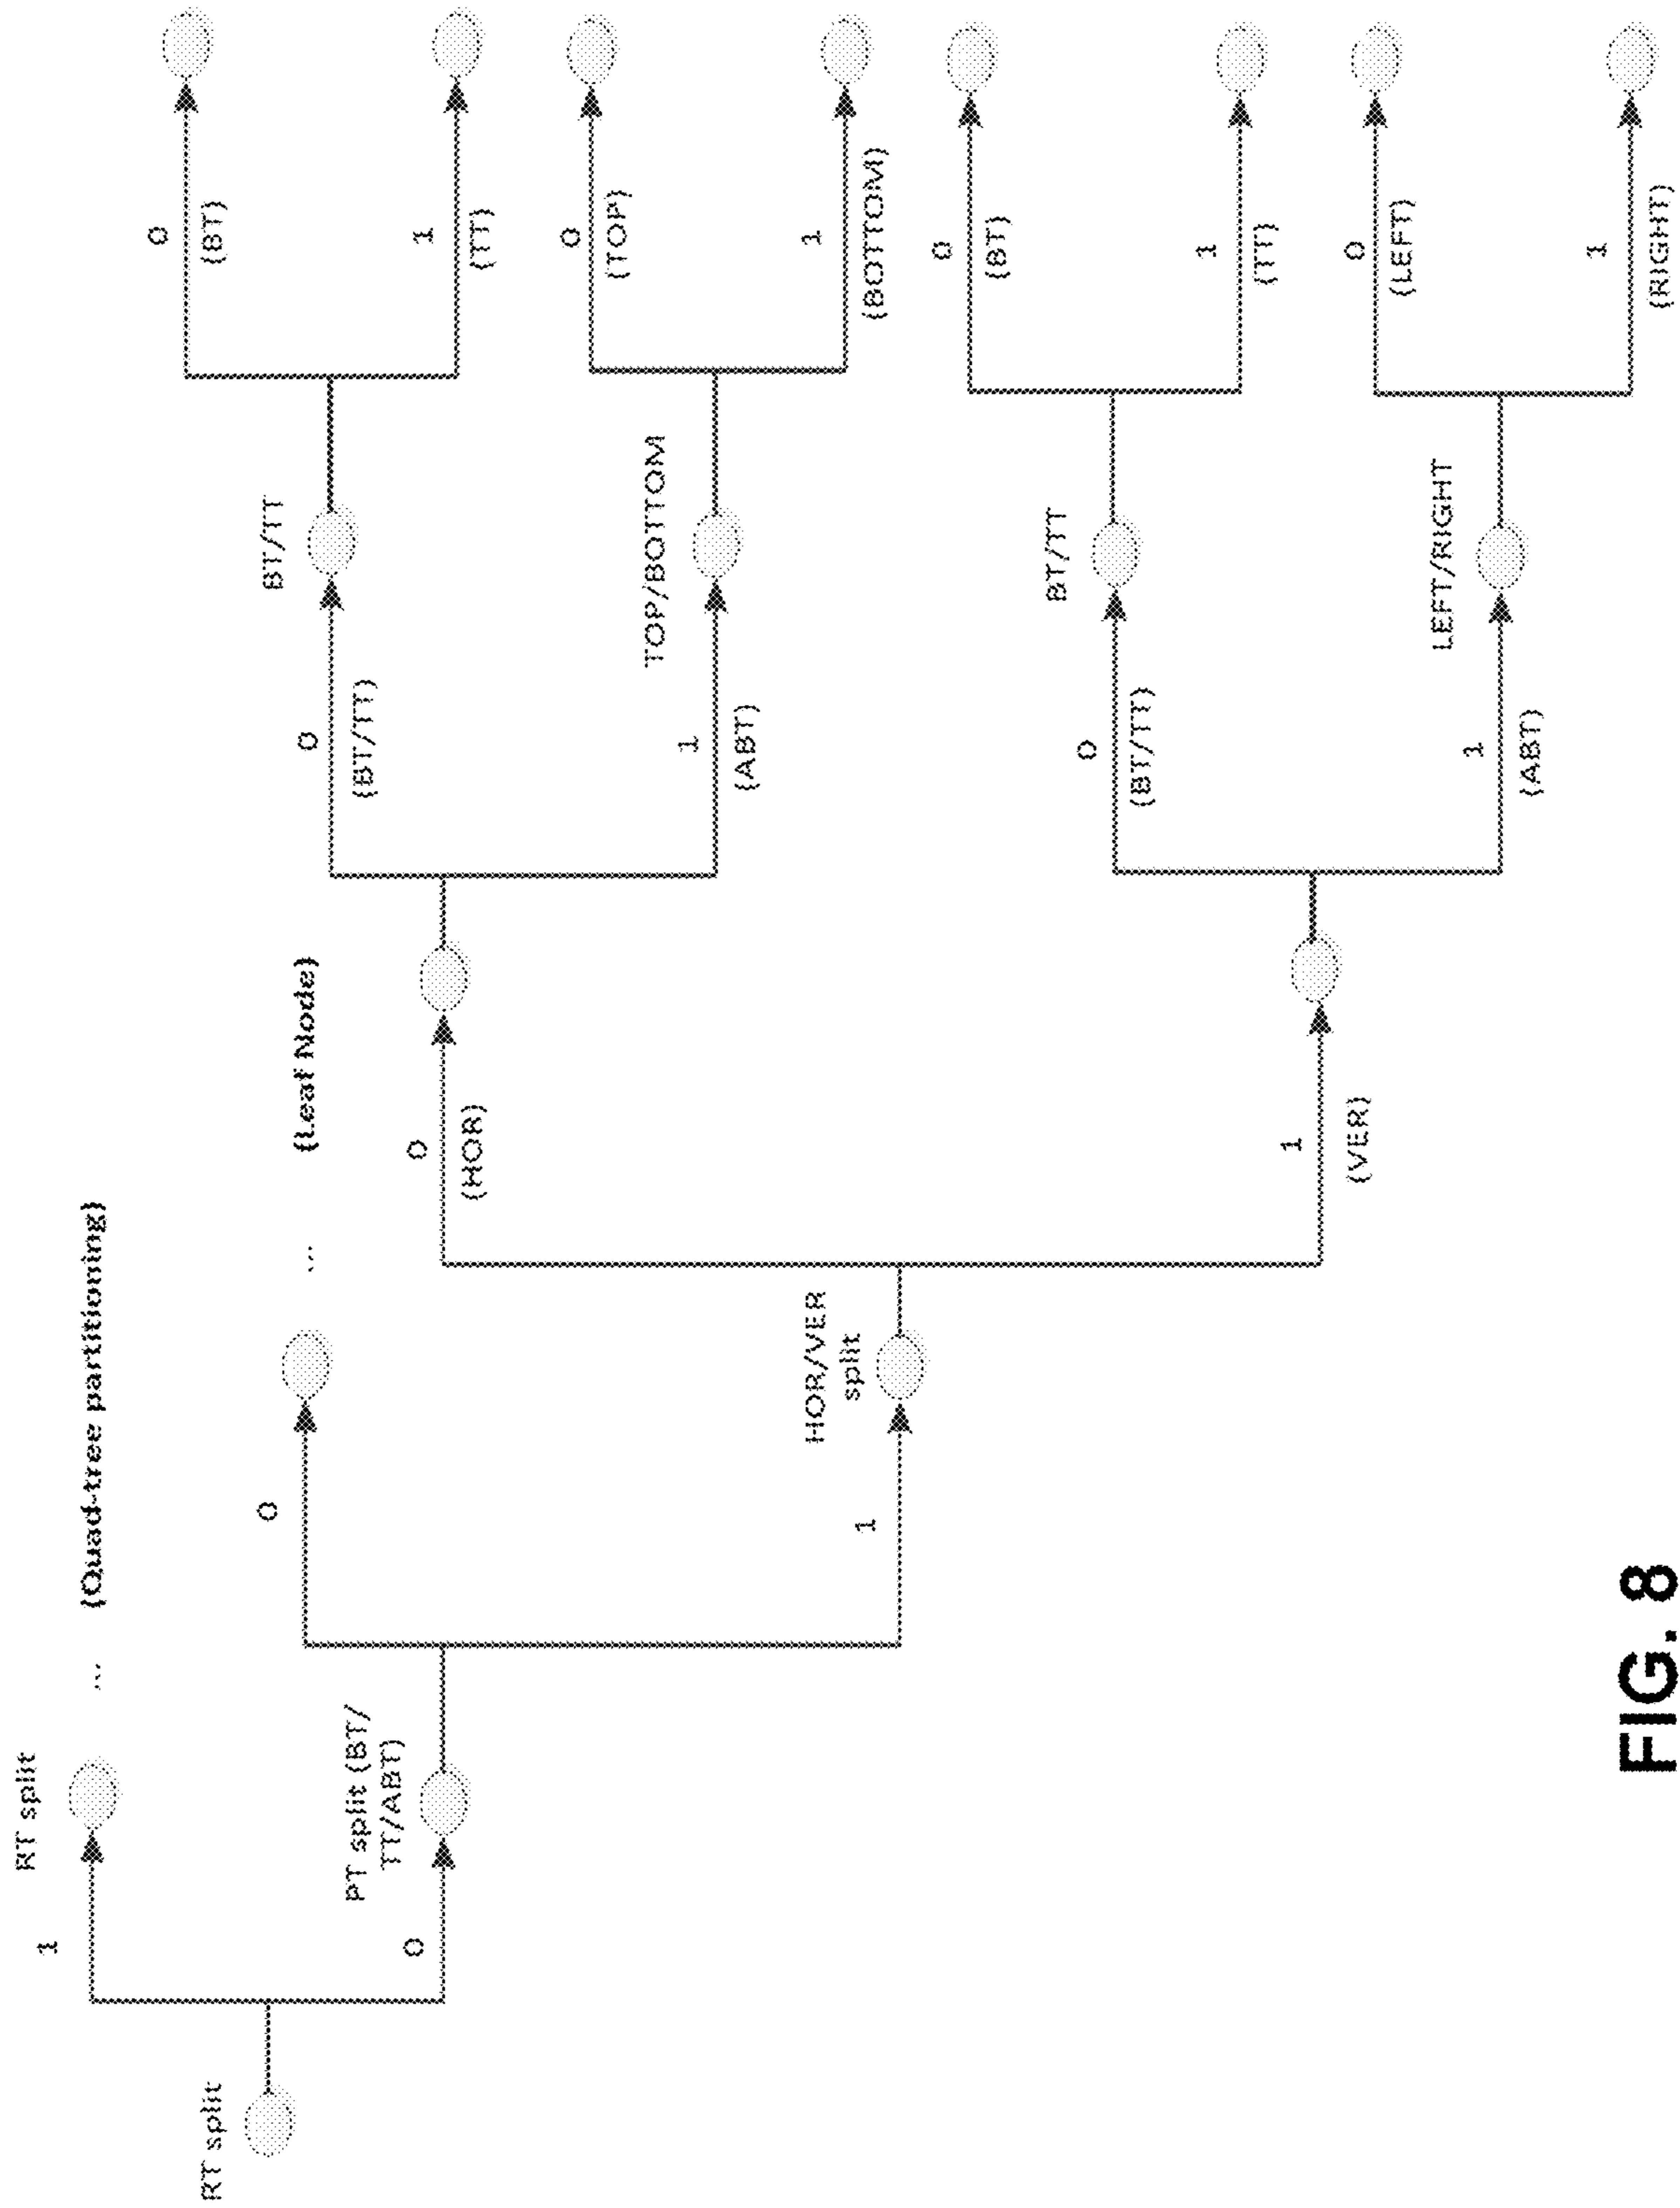 RT split
1
RT split
...
(Quad-tree partitioning)
0
PT split (BT/
TT/ABT)
0
...
(Leaf Node)
1
HOR/VER
split
0
(HOR)
1
(VER)
0
(BT/TT)
BT/TT
1
(ABT)
TOP/BOTTOM
0
(BT/TT)
BT/TT
1
(ABT)
LEFT/RIGHT
0
(BT)
1
(TT)
0
(TOP)
1
(BOTTOM)
0
(BT)
1
(TT)
0
(LEFT)
1
(RIGHT)
FIG. 8